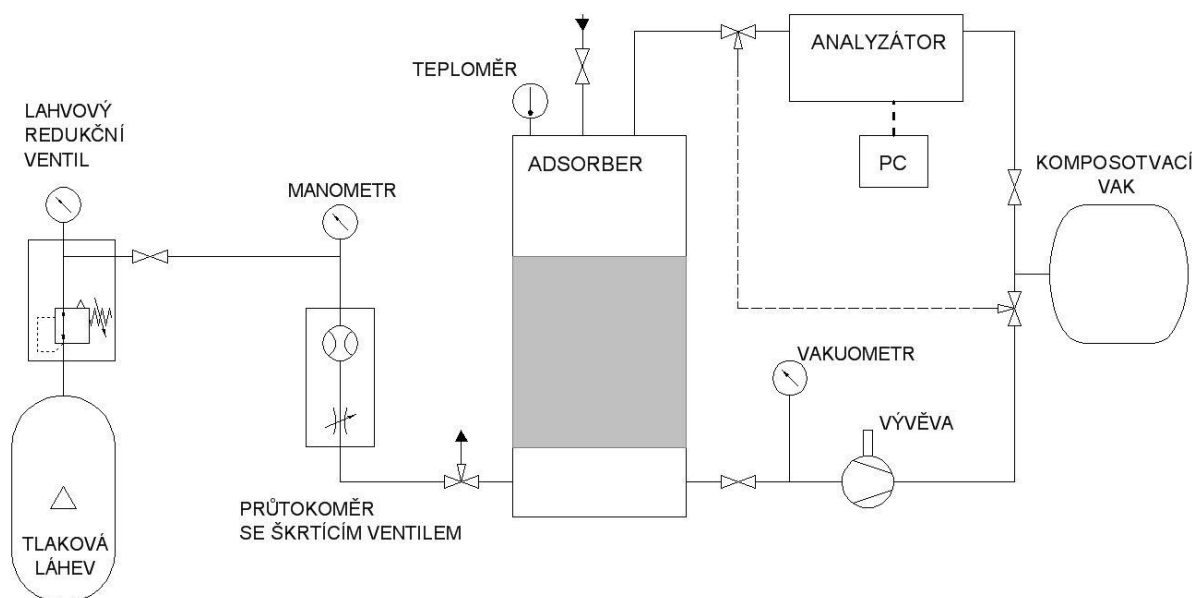 LAHVOVÝ
REDUKČNÍ
VENTIL
MANOMETR
TEPLOMĚR
ADSORBER
ANALYZÁTOR
PC
KOMPOSOTVACÍ
VAK
VAKUOMETR
VÝVĚVA
PRŮTOKOMĚR
SE ŠKRTÍCÍM VENTILEM
TLAKOVÁ
LÁHEV